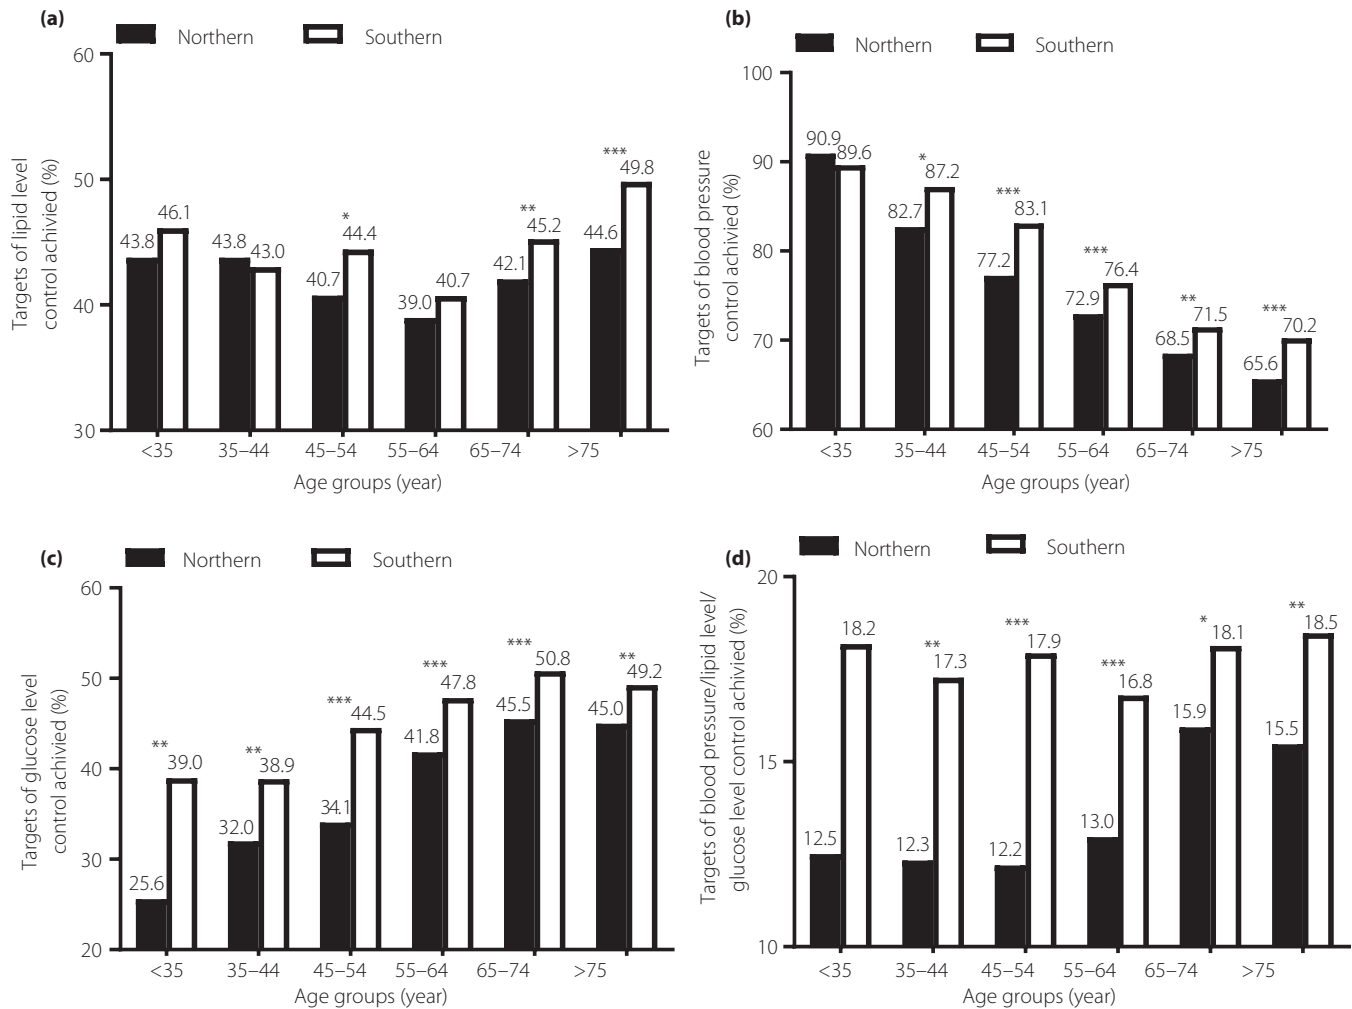 (a)
Northern Southern
Targets of lipid level
control achivied (%)
60
50
40
30
43.8 46.1 43.8 43.0 40.7 * 44.4 39.0 40.7 42.1 ** 45.2 44.6 *** 49.8
<35 35–44 45–54 55–64 65–74 >75
Age groups (year)
(b)
Northern Southern
Targets of blood pressure
control achivied (%)
100
90
80
70
60
90.9 89.6 82.7 * 87.2 77.2 *** 83.1 72.9 *** 76.4 68.5 ** 71.5 65.6 *** 70.2
<35 35–44 45–54 55–64 65–74 >75
Age groups (year)
(c)
Northern Southern
Targets of glucose level
control achivied (%)
60
50
40
30
20
25.6 ** 39.0 32.0 ** 38.9 34.1 *** 44.5 41.8 *** 47.8 45.5 *** 50.8 45.0 ** 49.2
<35 35–44 45–54 55–64 65–74 >75
Age groups (year)
(d)
Northern Southern
Targets of blood pressure/lipid level/
glucose level control achivied (%)
20
15
10
12.5 18.2 12.3 ** 17.3 12.2 *** 17.9 13.0 *** 16.8 15.9 * 18.1 15.5 ** 18.5
<35 35–44 45–54 55–64 65–74 >75
Age groups (year)